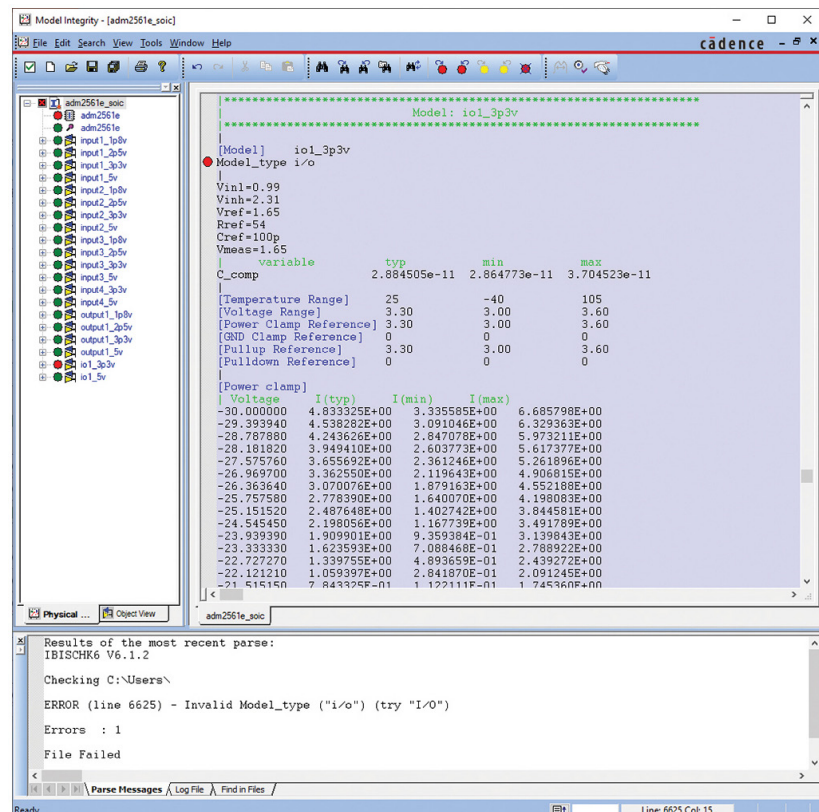 Model Integrity - [adm2561e_soic]
File Edit Search View Tools Window Help
cādence
adm2561e_soic
adm2561e
adm2561e
input1_1p8v
input1_2p5v
input1_3p3v
input1_5v
input2_1p8v
input2_2p5v
input2_3p3v
input2_5v
input3_1p8v
input3_2p5v
input3_3p3v
input3_5v
input4_3p3v
input4_5v
output1_1p8v
output1_2p5v
output1_3p3v
output1_5v
io1_3p3v
io1_5v
Physical ... Object View
|********************************************************************
| Model: io1_3p3v
|********************************************************************
|
[Model] io1_3p3v
Model_type i/o
|
Vinl=0.99
Vinh=2.31
Vref=1.65
Rref=54
Cref=100p
Vmeas=1.65
| variable typ min max
C_comp 2.884505e-11 2.864773e-11 3.704523e-11
|
[Temperature Range] 25 -40 105
[Voltage Range] 3.30 3.00 3.60
[Power Clamp Reference] 3.30 3.00 3.60
[GND Clamp Reference] 0 0 0
[Pullup Reference] 3.30 3.00 3.60
[Pulldown Reference] 0 0 0
|
[Power clamp]
| Voltage I(typ) I(min) I(max)
-30.000000 4.833325E+00 3.335585E+00 6.685798E+00
-29.393940 4.538282E+00 3.091046E+00 6.329363E+00
-28.787880 4.243626E+00 2.847078E+00 5.973211E+00
-28.181820 3.949410E+00 2.603773E+00 5.617377E+00
-27.575760 3.655692E+00 2.361246E+00 5.261896E+00
-26.969700 3.362550E+00 2.119643E+00 4.906815E+00
-26.363640 3.070076E+00 1.879163E+00 4.552188E+00
-25.757580 2.778390E+00 1.640070E+00 4.198083E+00
-25.151520 2.487648E+00 1.402742E+00 3.844581E+00
-24.545450 2.198056E+00 1.167739E+00 3.491789E+00
-23.939390 1.909901E+00 9.359384E-01 3.139843E+00
-23.333330 1.623593E+00 7.088468E-01 2.788922E+00
-22.727270 1.339755E+00 4.893659E-01 2.439272E+00
-22.121210 1.059397E+00 2.841870E-01 2.091245E+00
-21.515150 7.843325E-01 1.122111E-01 1.745360E+00
adm2561e_soic
Results of the most recent parse:
IBISCHK6 V6.1.2
Checking C:\Users\
ERROR (line 6625) - Invalid Model_type ("i/o") (try "I/O")
Errors : 1
File Failed
Parse Messages Log File Find in Files
Ready Line: 6625 Col: 15